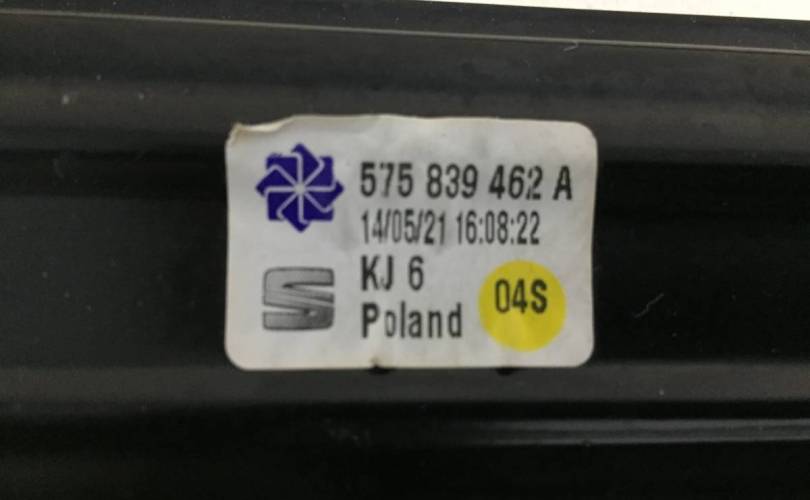 575 839 462 A
14/05/21 16:08:22
KJ 6
Poland
04S